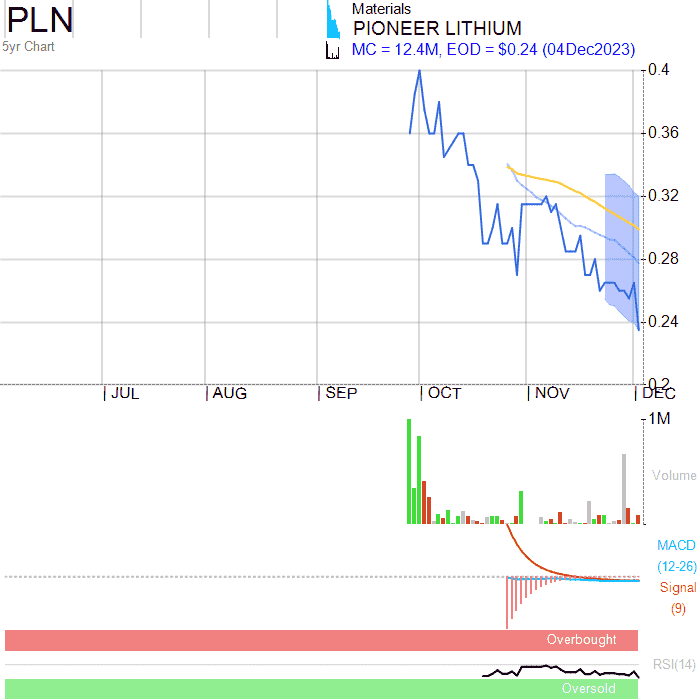 PLN
Materials
PIONEER LITHIUM
5yr Chart
MC = 12.4M, EOD = $0.24 (04Dec2023)
0.4
0.36
0.32
0.28
0.24
0.2
JUL AUG SEP OCT NOV DEC
1M
Volume
MACD
(12-26)
Signal
(9)
Overbought
RSI(14)
Oversold